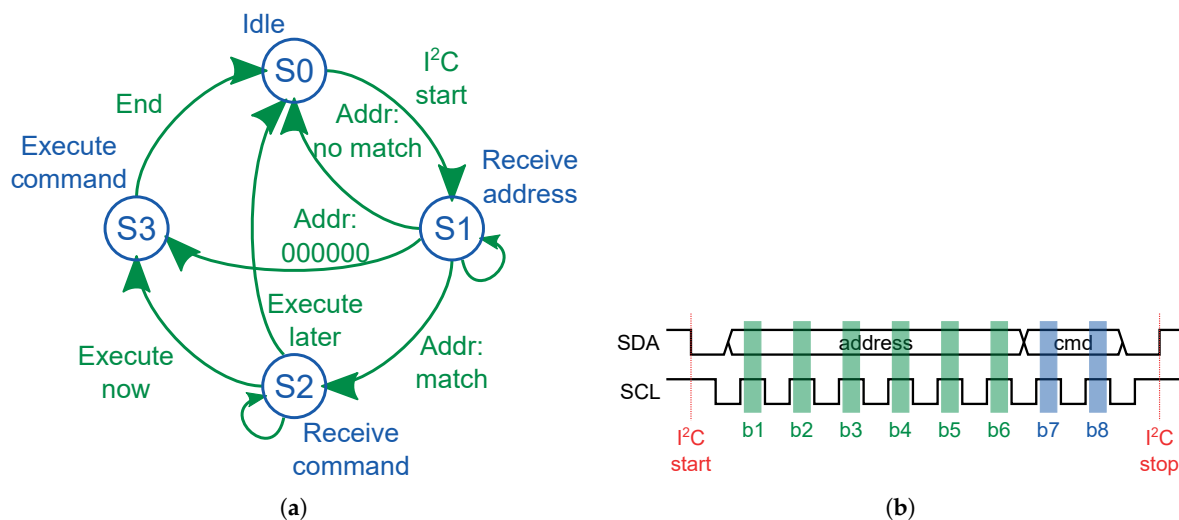 Idle
S0
I²C
start
End
Addr:
no match
Execute
command
Receive
address
S3
Addr:
000000
S1
Execute
later
Execute
now
Addr:
match
S2
Receive
command
(a)
SDA
address
cmd
SCL
b1 b2 b3 b4 b5 b6 b7 b8
I²C
start
I²C
stop
(b)